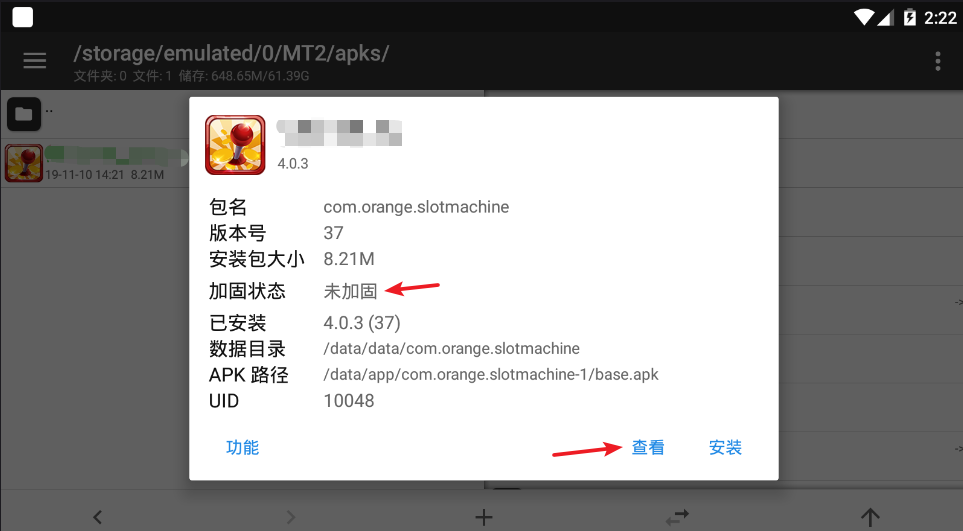 2:22
/storage/emulated/0/MT2/apks/
文件夹: 0 文件: 1 储存: 648.65M/61.39G
..
19-11-10 14:21 8.21M
4.0.3
包名 com.orange.slotmachine
版本号 37
安装包大小 8.21M
加固状态 未加固
已安装 4.0.3 (37)
数据目录 /data/data/com.orange.slotmachine
APK 路径 /data/app/com.orange.slotmachine-1/base.apk
UID 10048
功能 查看 安装